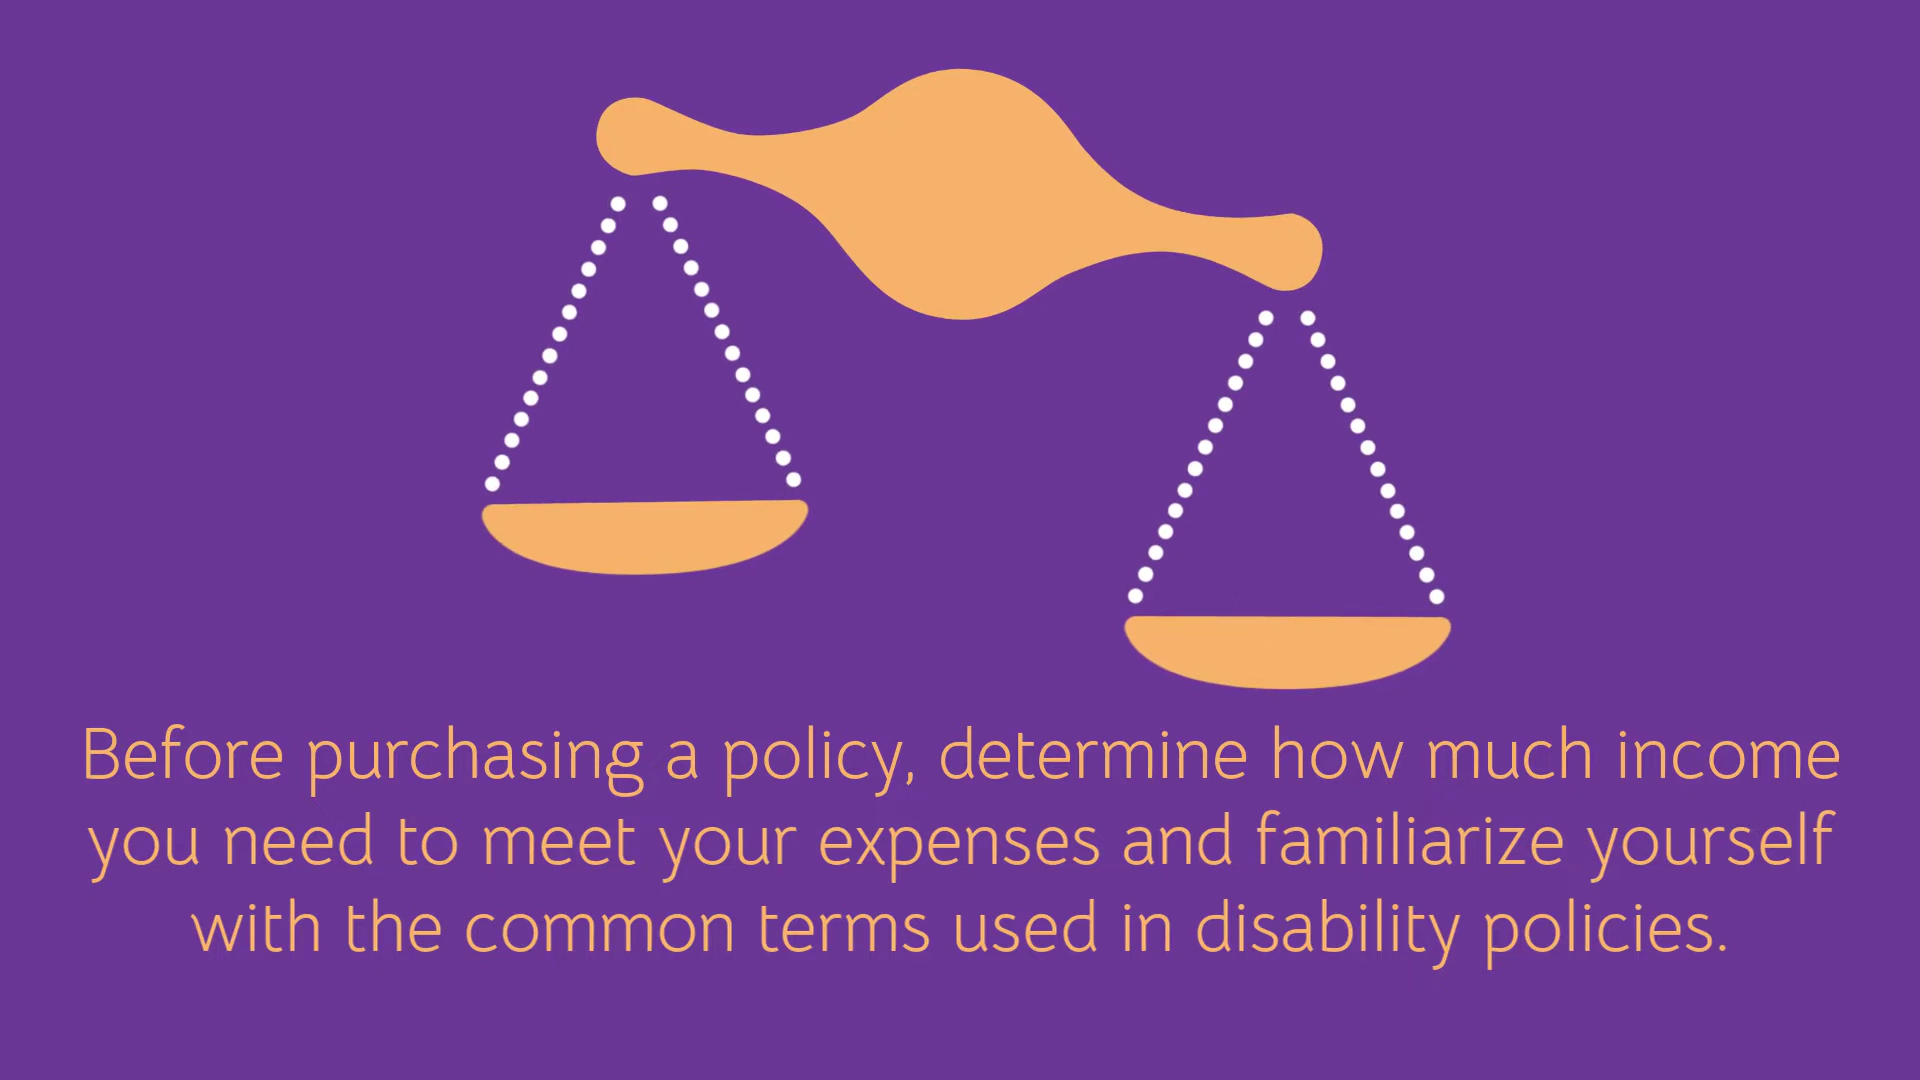 Before purchasing a policy, determine how much income
you need to meet your expenses and familiarize yourself
with the common terms used in disability policies.